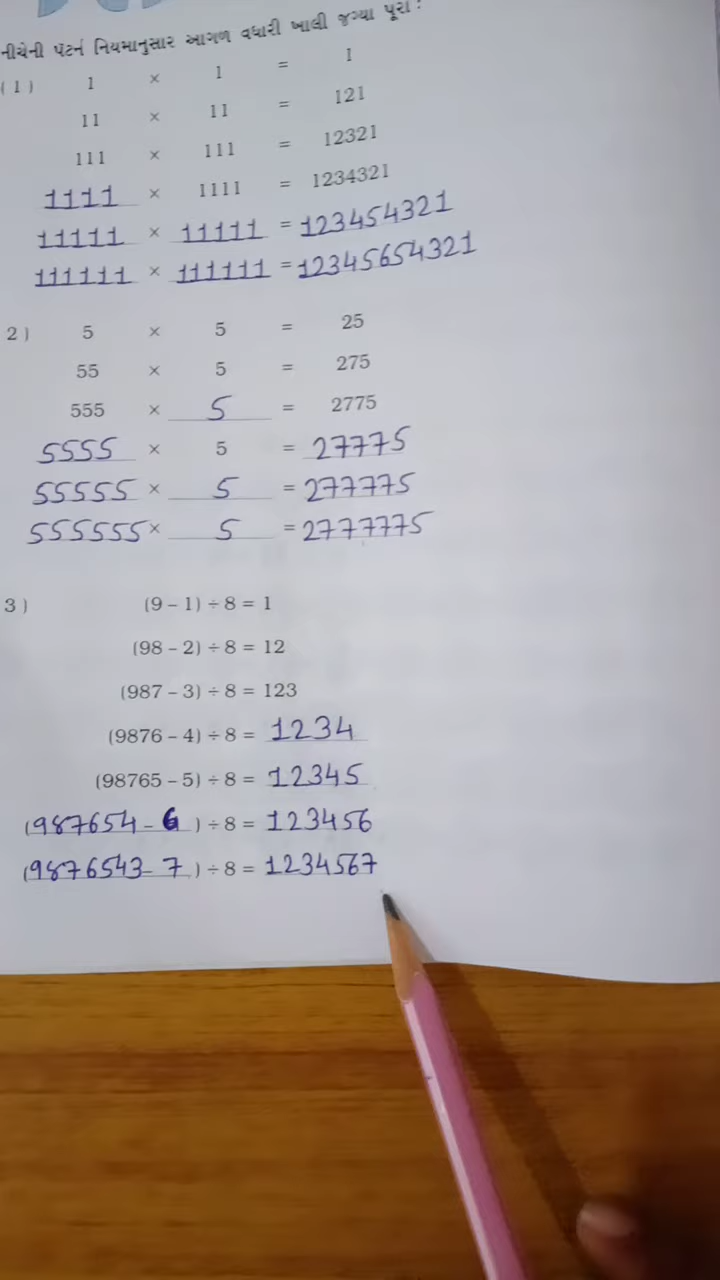 નીચેની પૅટર્ન નિયમાનુસાર આગળ વધારી ખાલી જગ્યા પૂરો :
(1) 1 × 1 = 1
11 × 11 = 121
111 × 111 = 12321
1111 × 1111 = 1234321
11111 × 11111 = 123454321
111111 × 111111 = 12345654321
2) 5 × 5 = 25
55 × 5 = 275
555 × 5 = 2775
5555 × 5 = 27775
55555 × 5 = 277775
555555 × 5 = 2777775
3) (9 – 1) ÷ 8 = 1
(98 – 2) ÷ 8 = 12
(987 – 3) ÷ 8 = 123
(9876 – 4) ÷ 8 = 1234
(98765 – 5) ÷ 8 = 12345
(987654 – 6) ÷ 8 = 123456
(9876543 – 7) ÷ 8 = 1234567